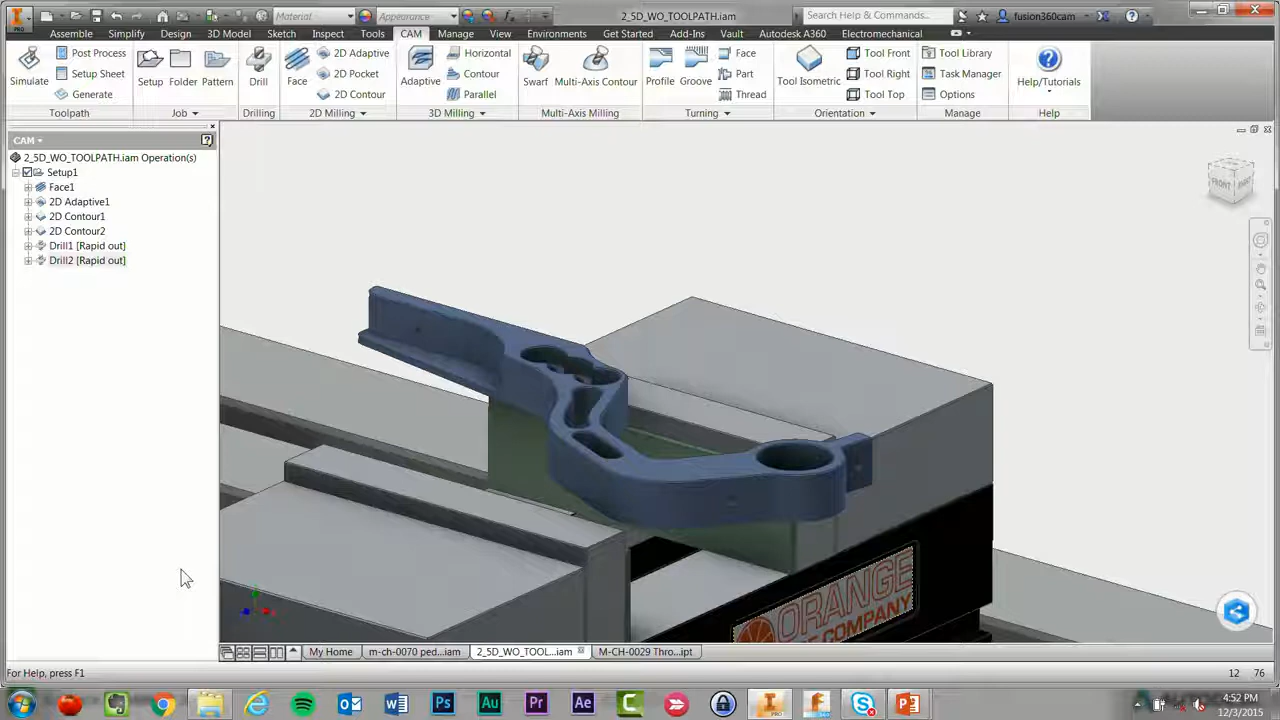 Material
Appearance
2_5D_WO_TOOLPATH.iam
Search Help & Commands...
fusion360cam
PRO
Assemble Simplify Design 3D Model Sketch Inspect Tools CAM Manage View Environments Get Started Add-Ins Vault Autodesk A360 Electromechanical
Simulate
Post Process
Setup Sheet
Generate
Toolpath
Setup Folder Pattern
Job
Drill
Drilling
Face
2D Adaptive
2D Pocket
2D Contour
2D Milling
Adaptive
Horizontal
Contour
Parallel
3D Milling
Swarf Multi-Axis Contour
Multi-Axis Milling
Profile Groove
Face
Part
Thread
Turning
Tool Isometric
Tool Front
Tool Right
Tool Top
Orientation
Tool Library
Task Manager
Options
Manage
Help/Tutorials
Help
CAM
2_5D_WO_TOOLPATH.iam Operation(s)
Setup1
Face1
2D Adaptive1
2D Contour1
2D Contour2
Drill1 [Rapid out]
Drill2 [Rapid out]
FRONT RIGHT
ORANGE
COMPANY
My Home
m-ch-0070 ped....iam
2_5D_WO_TOOL...iam
M-CH-0029 Thro...ipt
For Help, press F1
12 76
Ps Au Pr Ae
4:52 PM
12/3/2015